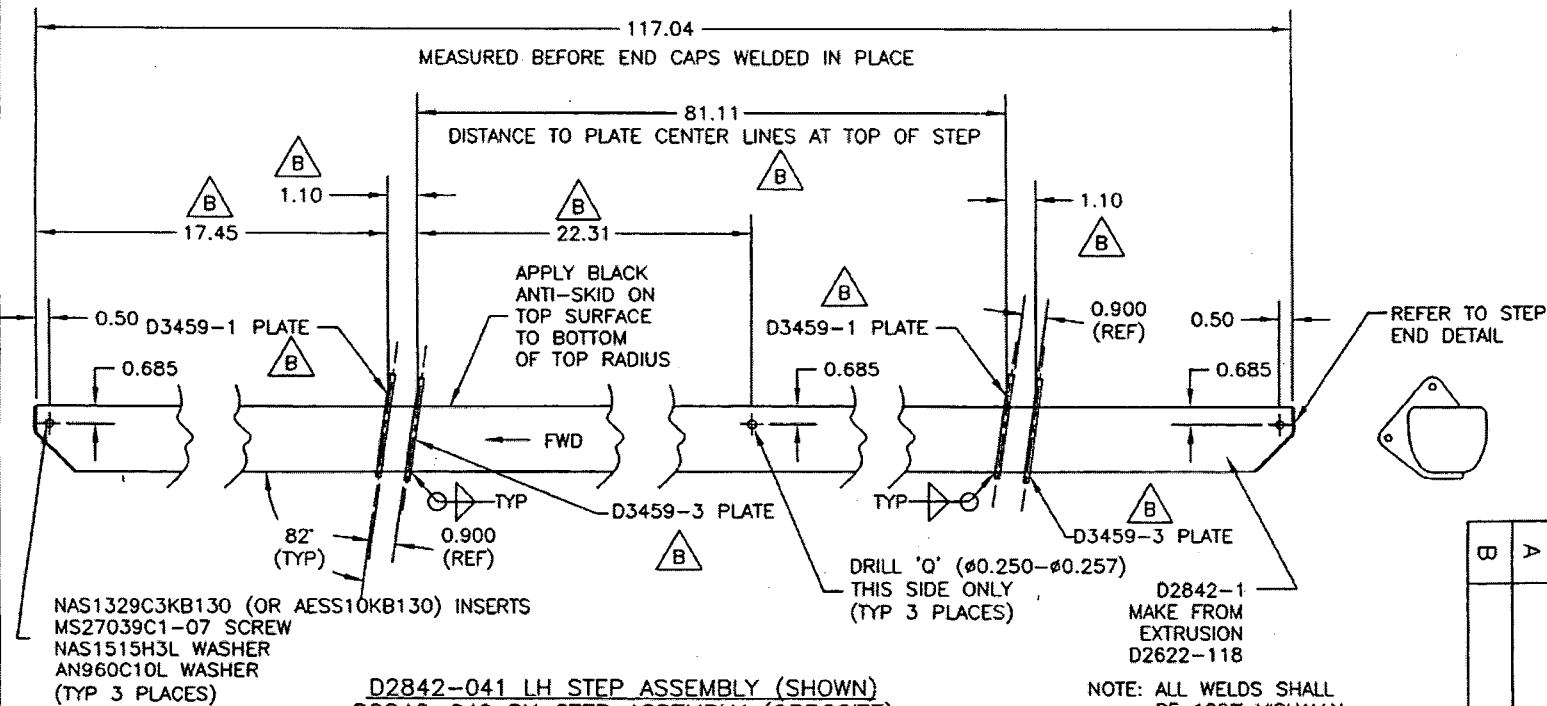 117.04
MEASURED BEFORE END CAPS WELDED IN PLACE
81.11
DISTANCE TO PLATE CENTER LINES AT TOP OF STEP
B
B
1.10
B
17.45
B
22.31
1.10
B
APPLY BLACK
ANTI-SKID ON
TOP SURFACE
TO BOTTOM
OF TOP RADIUS
B
0.50
D3459-1 PLATE
B
D3459-1 PLATE
0.900
(REF)
0.50
REFER TO STEP
END DETAIL
0.685
0.685
0.685
FWD
TYP
TYP
D3459-3 PLATE
B
D3459-3 PLATE
B
82°
(TYP)
0.900
(REF)
DRILL 'Q' (ø0.250-ø0.257)
THIS SIDE ONLY
(TYP 3 PLACES)
D2842-1
MAKE FROM
EXTRUSION
D2622-118
NAS1329C3KB130 (OR AESS10KB130) INSERTS
MS27039C1-07 SCREW
NAS1515H3L WASHER
AN960C10L WASHER
(TYP 3 PLACES)
A
B
D2842-041 LH STEP ASSEMBLY (SHOWN)
STEP ASSEMBLY (OPPOSITE)
NOTE: ALL WELDS SHALL